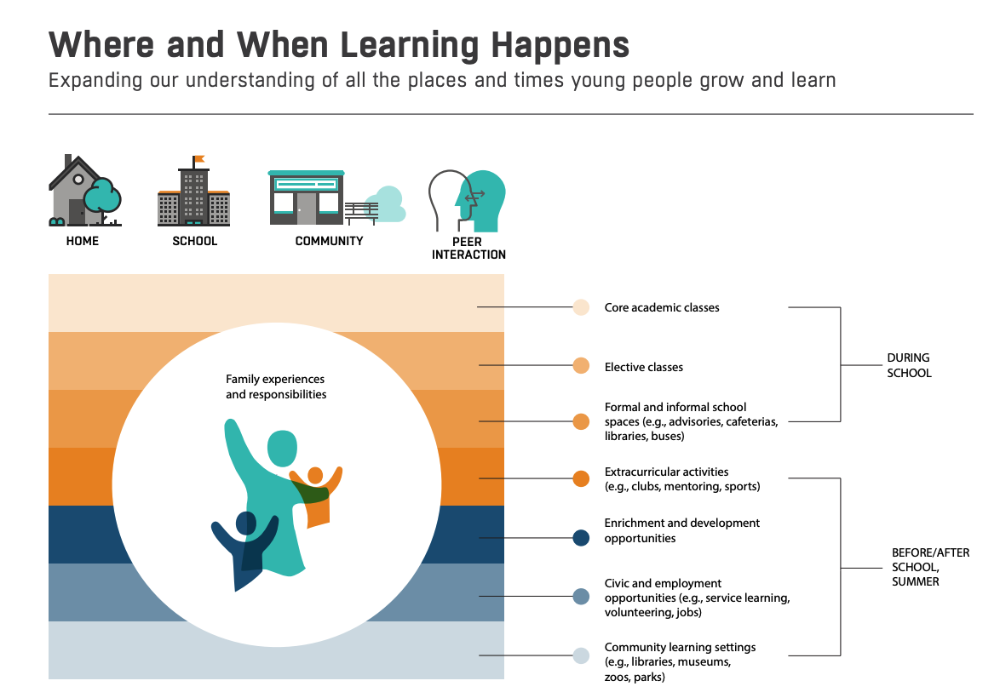 Where and When Learning Happens
Expanding our understanding of all the places and times young people grow and learn
HOME
SCHOOL
COMMUNITY
PEER
INTERACTION
Family experiences
and responsibilities
Core academic classes
Elective classes
Formal and informal school
spaces (e.g., advisories, cafeterias,
libraries, buses)
DURING
SCHOOL
Extracurricular activities
(e.g., clubs, mentoring, sports)
Enrichment and development
opportunities
Civic and employment
opportunities (e.g., service learning,
volunteering, jobs)
Community learning settings
(e.g., libraries, museums,
zoos, parks)
BEFORE/AFTER
SCHOOL,
SUMMER